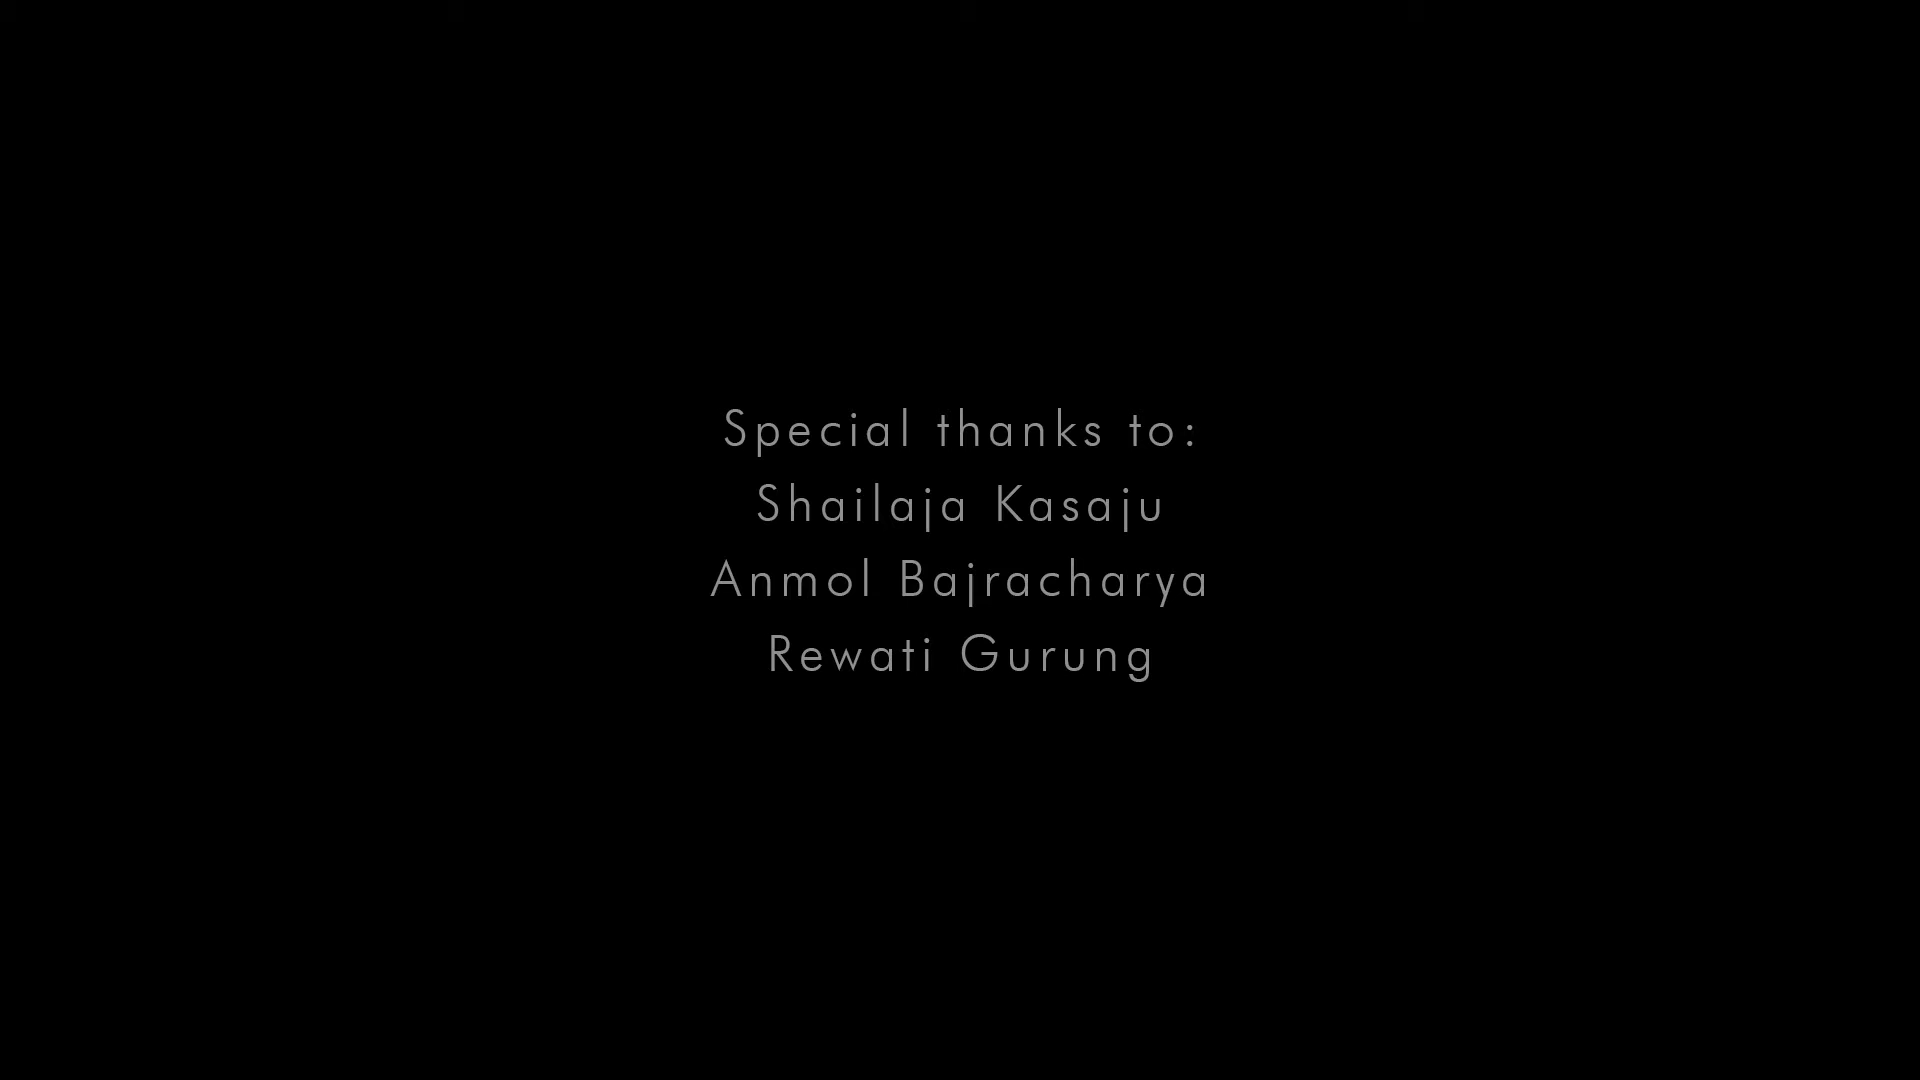 Special thanks to:
Shailaja Kasaju
Anmol Bajracharya
Rewati Gurung